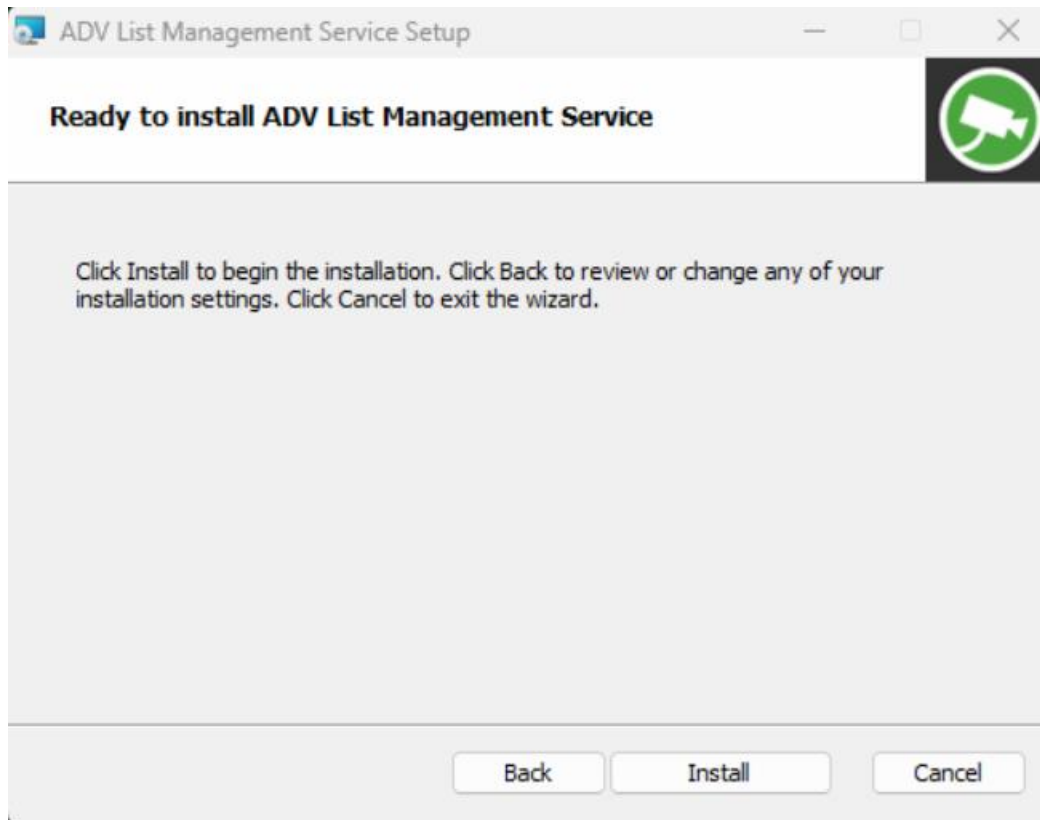 ADV List Management Service Setup
Ready to install ADV List Management Service
Click Install to begin the installation. Click Back to review or change any of your
installation settings. Click Cancel to exit the wizard.
Back Install Cancel